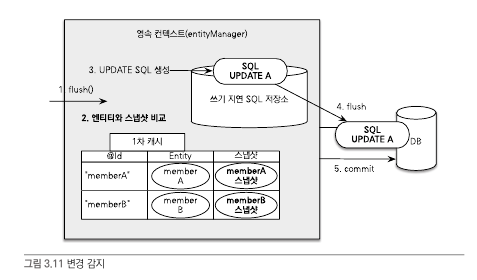 영속 컨텍스트(entityManager)
3. UPDATE SQL 생성
SQL
UPDATE A
1. flush()
쓰기 지연 SQL 저장소
4. flush
2. 엔티티와 스냅샷 비교
SQL
UPDATE A
DB
1차 캐시
5. commit
@Id Entity 스냅샷
"memberA" member A memberA 스냅샷
"memberB" member B memberB 스냅샷
그림 3.11 변경 감지